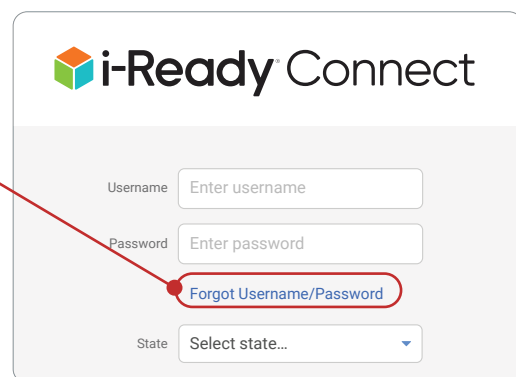 i-Ready Connect
Username Enter username
Password Enter password
Forgot Username/Password
State Select state...